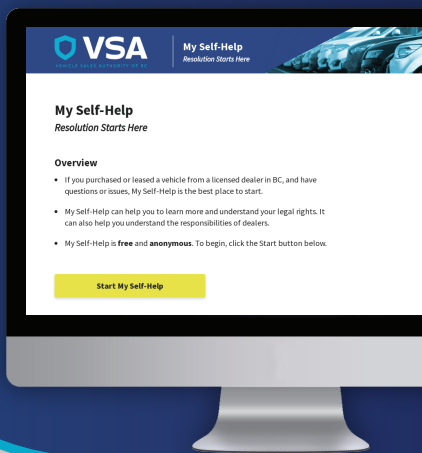 VSA
VEHICLE SALES AUTHORITY OF BC
My Self-Help
Resolution Starts Here
My Self-Help
Resolution Starts Here
Overview
• If you purchased or leased a vehicle from a licensed dealer in BC, and have
questions or issues, My Self-Help is the best place to start.
• My Self-Help can help you to learn more and understand your legal rights. It
can also help you understand the responsibilities of dealers.
• My Self-Help is free and anonymous. To begin, click the Start button below.
Start My Self-Help